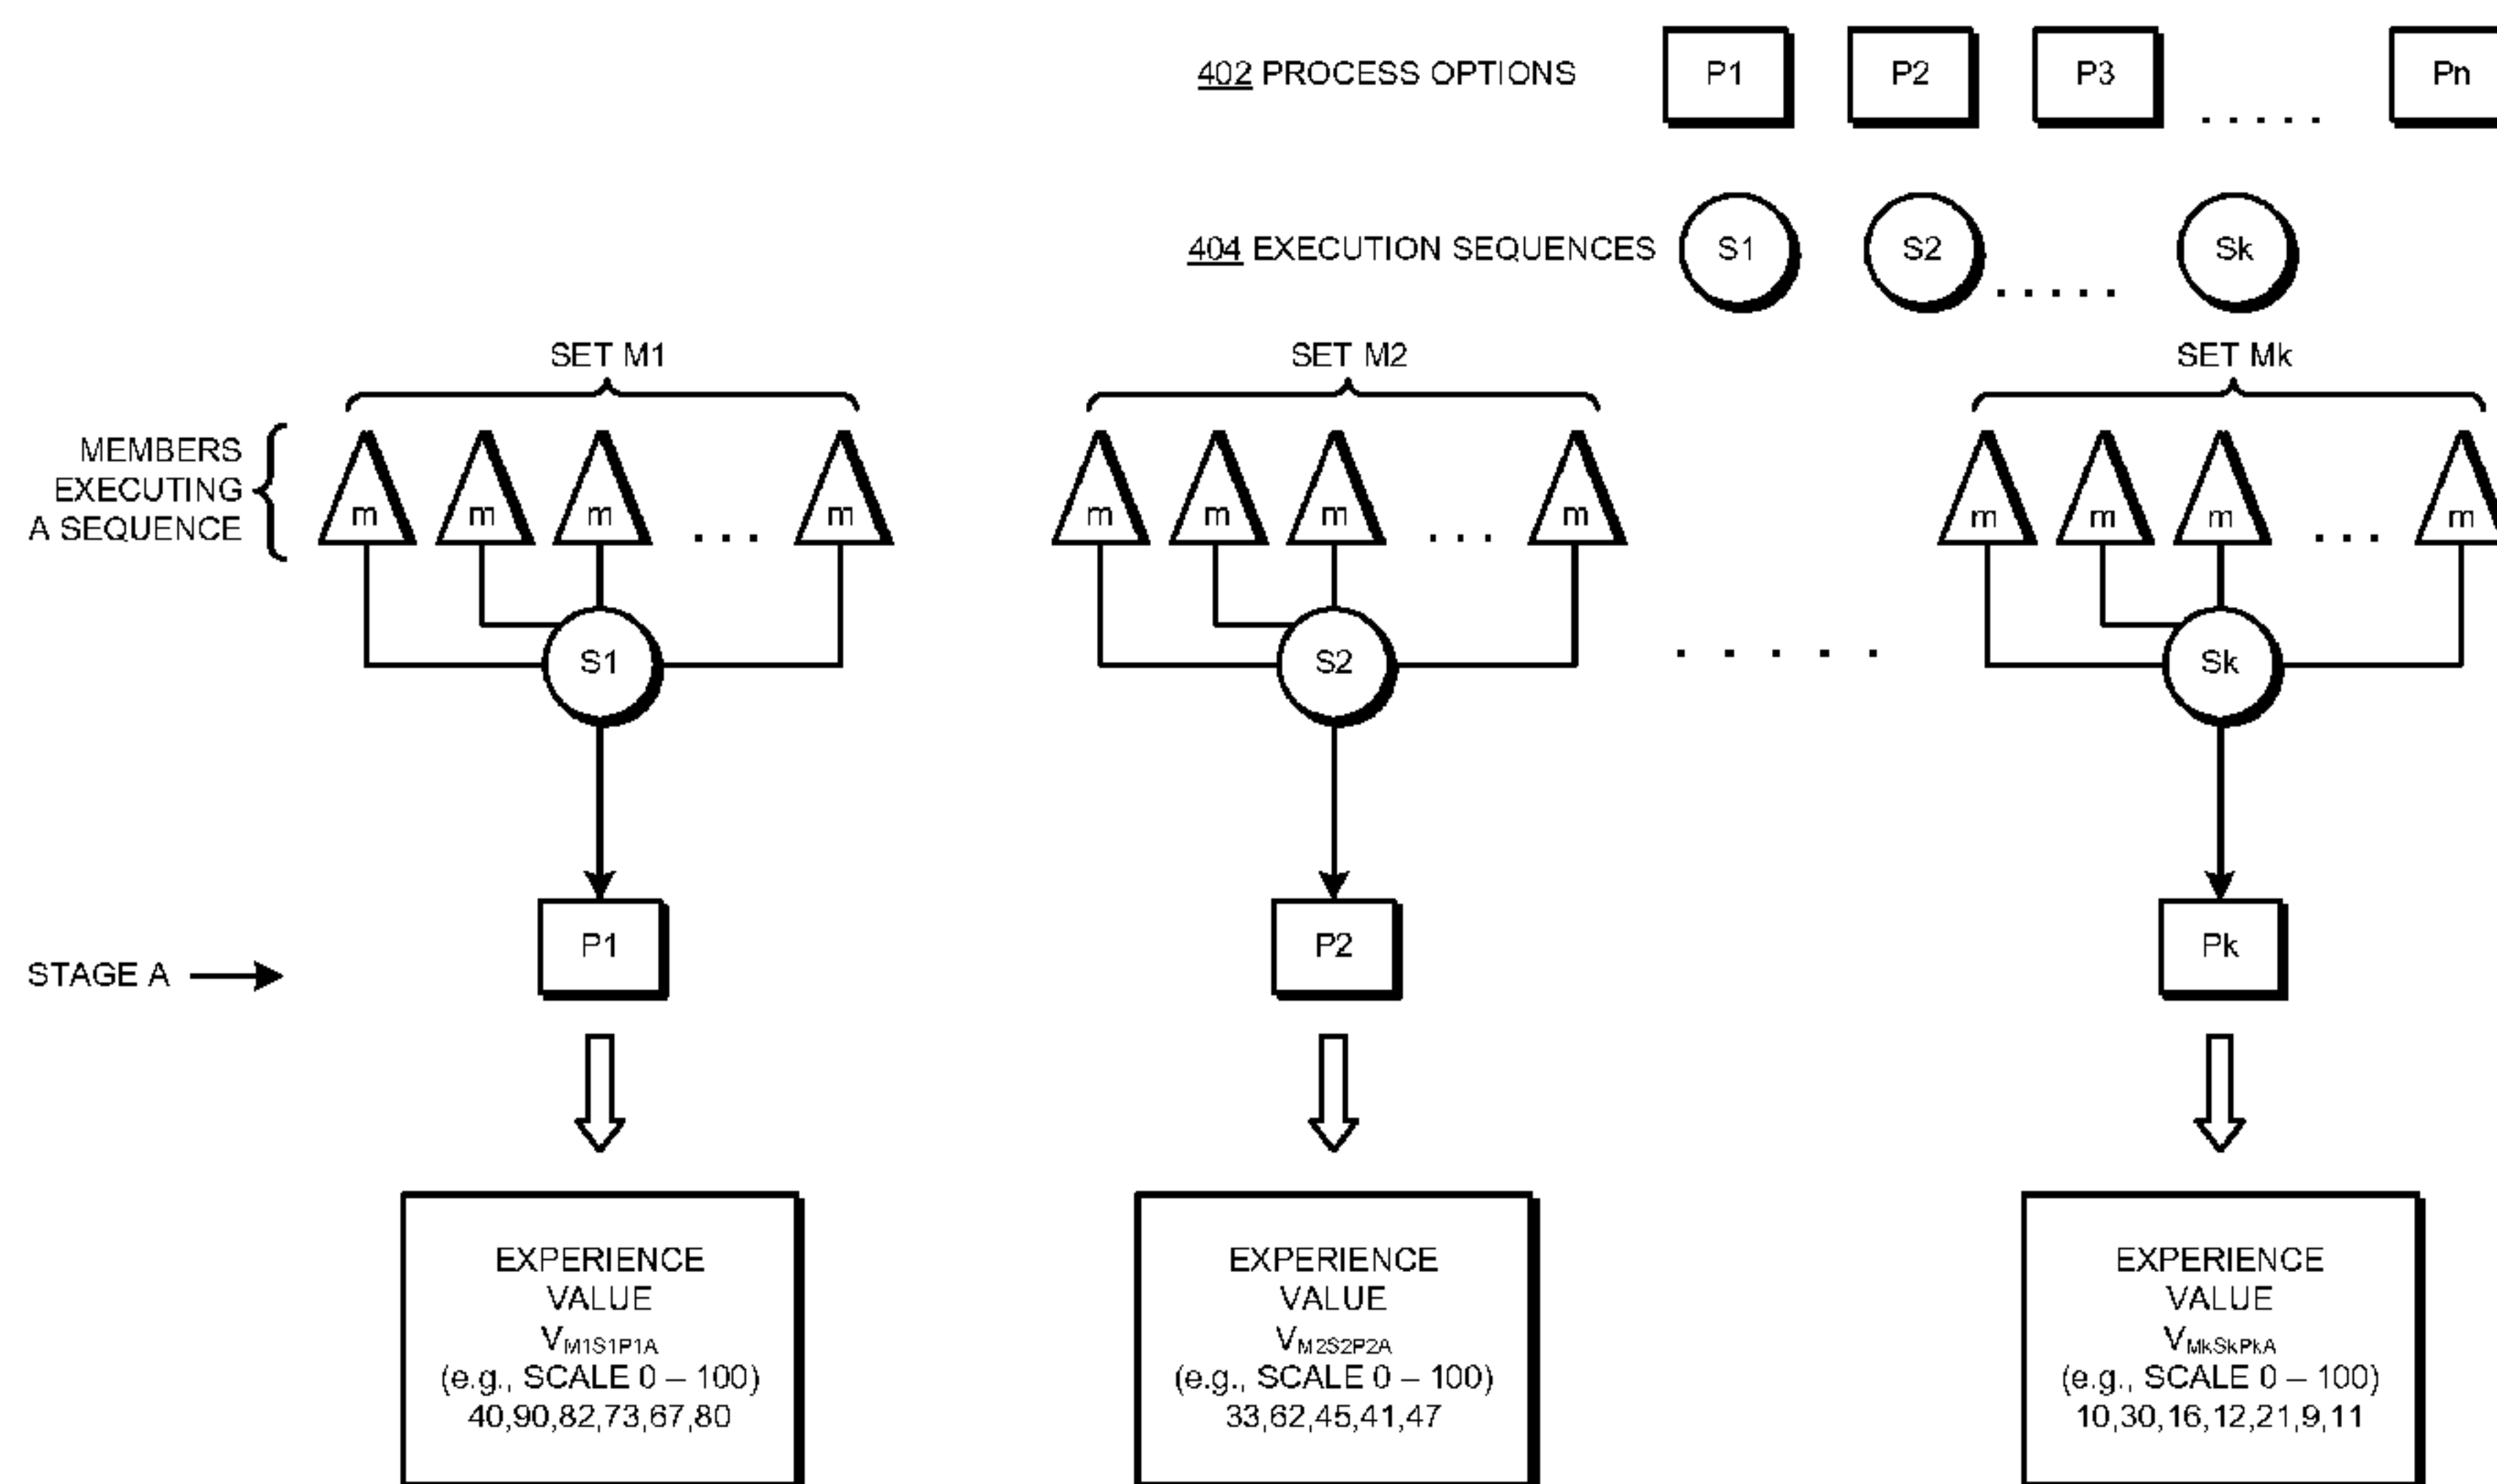 402 PROCESS OPTIONS
P1
P2
P3
.....
Pn
404 EXECUTION SEQUENCES
S1
S2
.....
Sk
SET M1
SET M2
SET Mk
MEMBERS
EXECUTING
A SEQUENCE
m m m ... m
m m m ... m
m m m ... m
S1
S2
.....
Sk
STAGE A
P1
P2
Pk
EXPERIENCE
VALUE
VM1S1P1A
(e.g., SCALE 0 – 100)
40,90,82,73,67,80
EXPERIENCE
VALUE
VM2S2P2A
(e.g., SCALE 0 – 100)
33,62,45,41,47
EXPERIENCE
VALUE
VMkSkPkA
(e.g., SCALE 0 – 100)
10,30,16,12,21,9,11